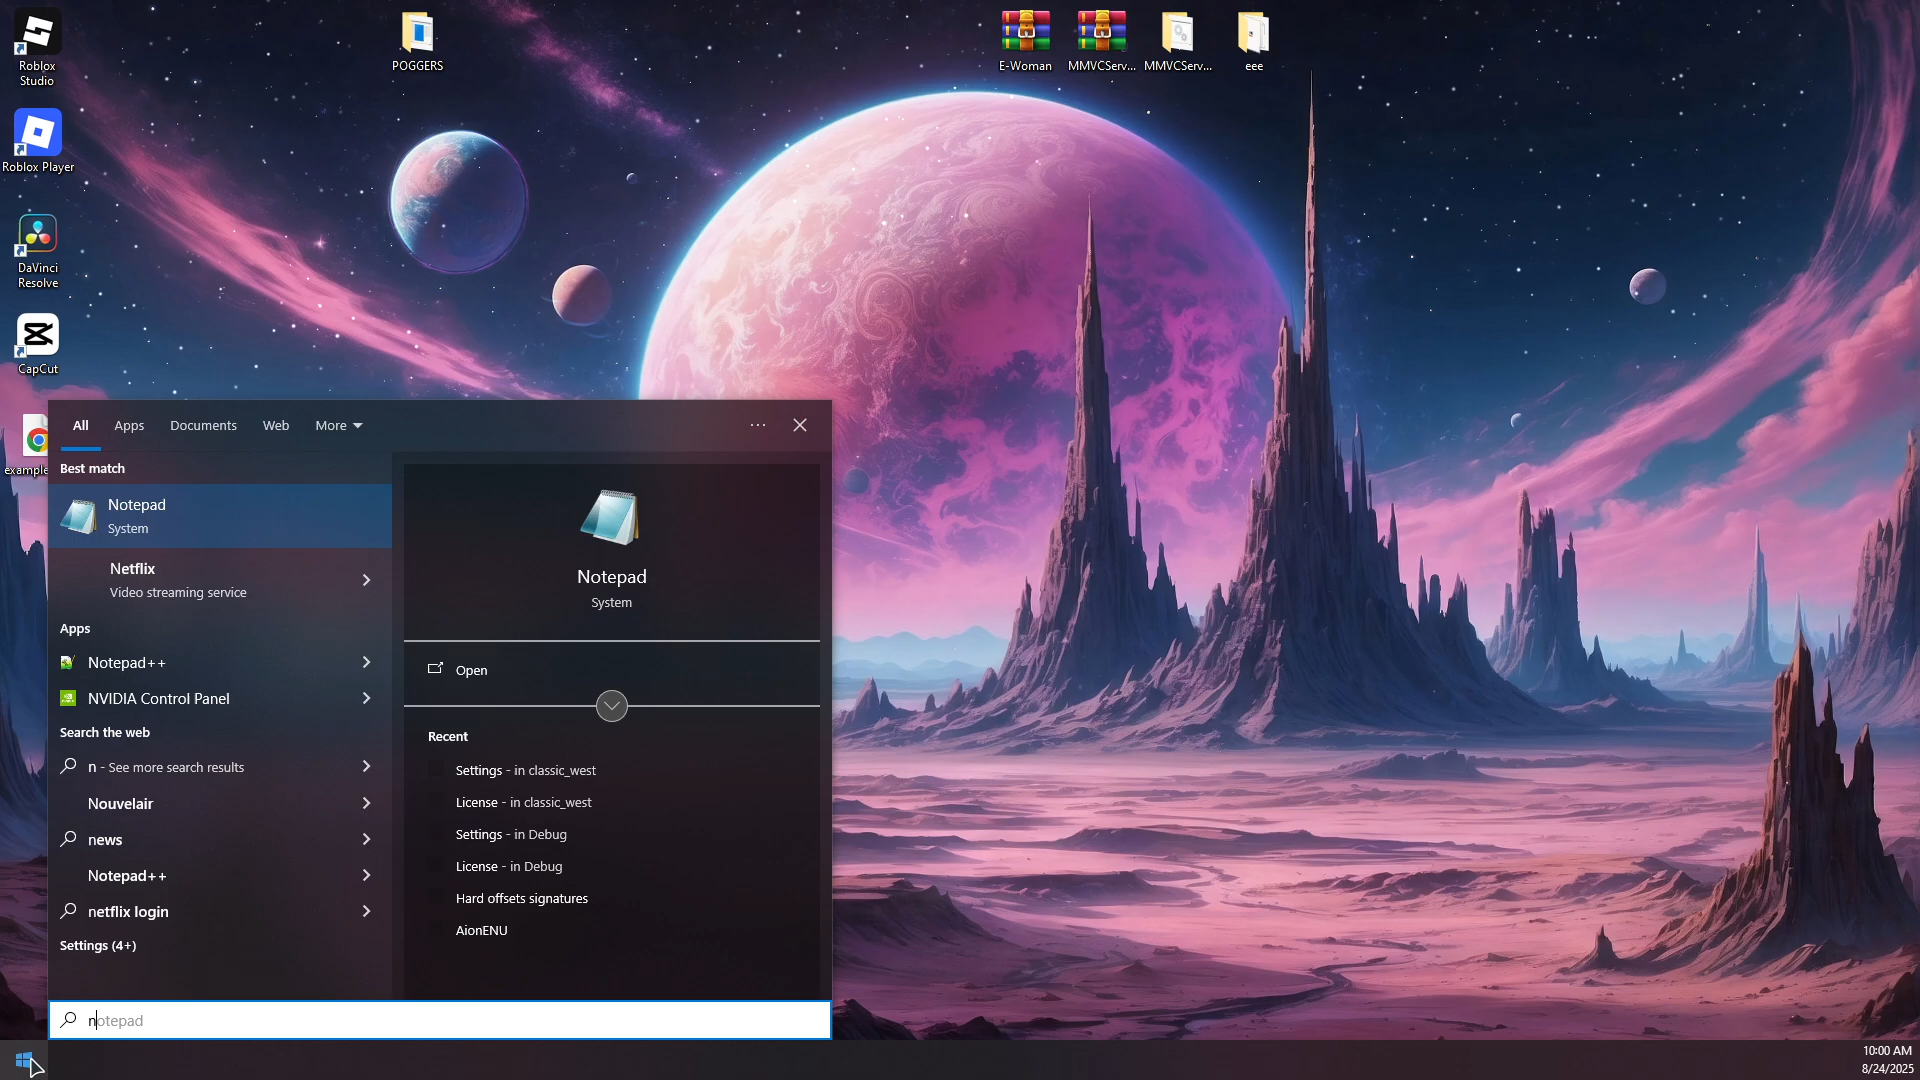 Roblox
Studio
POGGERS
E-Woman
MMVCServ...
MMVCServ...
eee
Roblox Player
DaVinci
Resolve
CapCut
example
All
Apps
Documents
Web
More
Best match
Notepad
System
Netflix
Video streaming service
Apps
Notepad++
NVIDIA Control Panel
Search the web
n - See more search results
Nouvelair
news
Notepad++
netflix login
Settings (4+)
Notepad
System
Open
Recent
Settings - in classic_west
License - in classic_west
Settings - in Debug
License - in Debug
Hard offsets signatures
AionENU
notepad
10:00 AM
8/24/2025